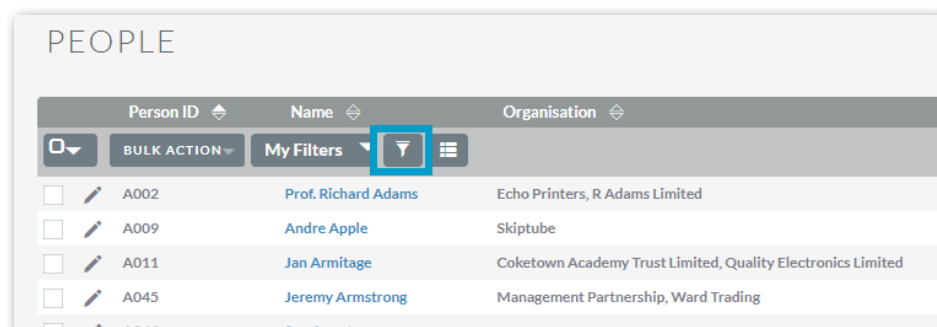 PEOPLE
Person ID Name Organisation
BULK ACTION My Filters
A002 Prof. Richard Adams Echo Printers, R Adams Limited
A009 Andre Apple Skiptube
A011 Jan Armitage Coketown Academy Trust Limited, Quality Electronics Limited
A045 Jeremy Armstrong Management Partnership, Ward Trading